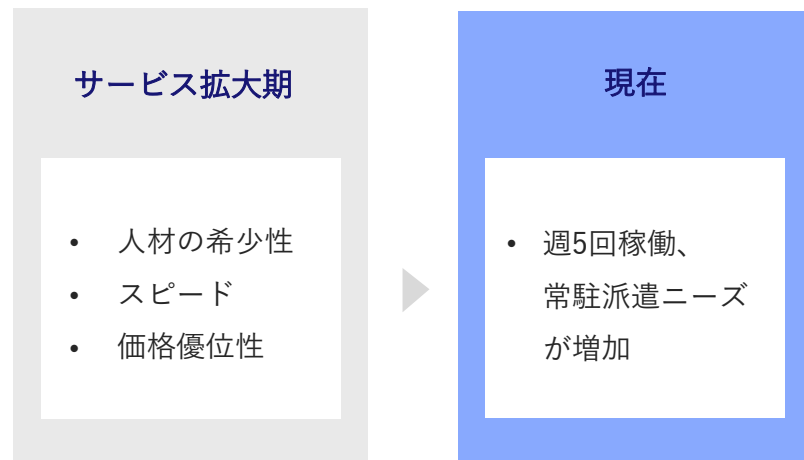 サービス拡大期
• 人材の希少性
• スピード
• 価格優位性
現在
• 週5回稼働、
常駐派遣ニーズ
が増加